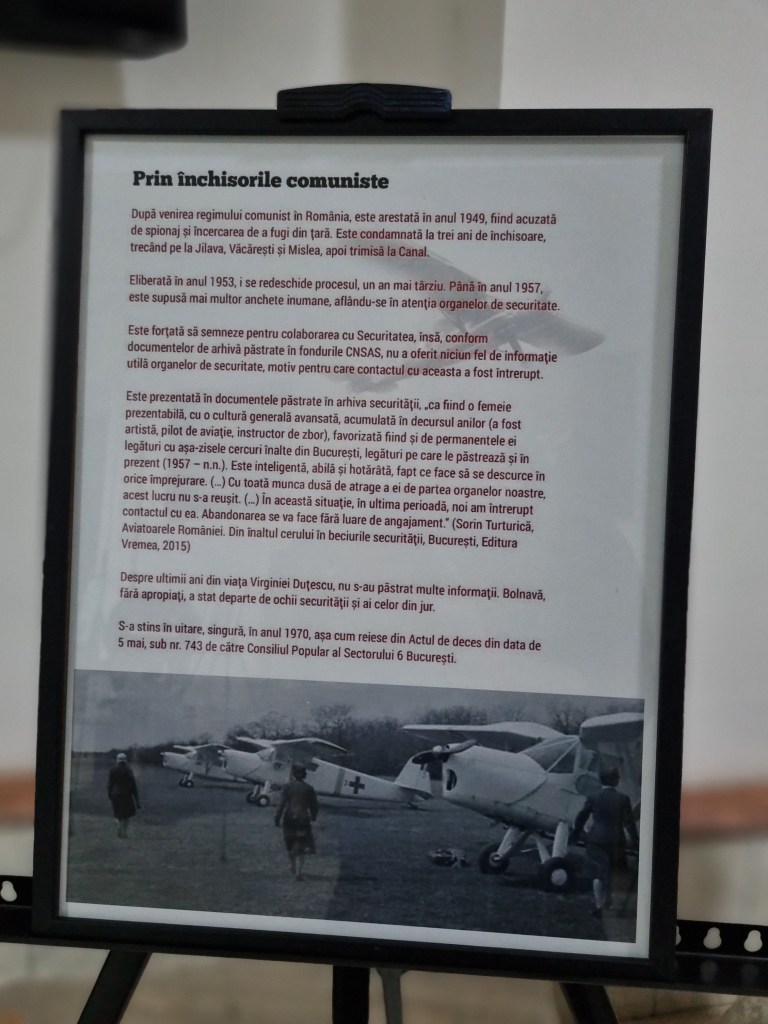 Prin închisorile comuniste
După venirea regimului comunist în România, este arestată în anul 1949, fiind acuzată
de spionaj și încercarea de a fugi din țară. Este condamnată la trei ani de închisoare,
trecând pe la Jilava, Văcărești și Mislea, apoi trimisă la Canal.
Eliberată în anul 1953, i se redeschide procesul, un an mai târziu. Până în anul 1957,
este supusă mai multor anchete inumane, aflându-se în atenția organelor de securitate.
Este forțată să semneze pentru colaborarea cu Securitatea, însă, conform
documentelor de arhivă păstrate în fondurile CNSAS, nu a oferit niciun fel de informație
utilă organelor de securitate, motiv pentru care contactul cu aceasta a fost întrerupt.
Este prezentată în documentele păstrate în arhiva securității, „ca fiind o femeie
prezentabilă, cu o cultură generală avansată, acumulată în decursul anilor (a fost
artistă, pilot de aviație, instructor de zbor), favorizată fiind și de permanentele ei
legături cu așa-zisele cercuri înalte din București, legături pe care le păstrează și în
prezent (1957 – n.n.). Este inteligentă, abilă și hotărâtă, fapt ce face să se descurce în
orice împrejurare. (...) Cu toată munca dusă de atrage a ei de partea organelor noastre,
acest lucru nu s-a reușit. (...) În această situație, în ultima perioadă, noi am întrerupt
contactul cu ea. Abandonarea se va face fără luare de angajament." (Sorin Turturică,
Aviatoarele României. Din înaltul cerului în beciurile securității, București, Editura
Vremea, 2015)
Despre ultimii ani din viața Virginiei Duțescu, nu s-au păstrat multe informații. Bolnavă,
fără apropiați, a stat departe de ochii securității și ai celor din jur.
S-a stins în uitare, singură, în anul 1970, așa cum reiese din Actul de deces din data de
5 mai, sub nr. 743 de către Consiliul Popular al Sectorului 6 București.